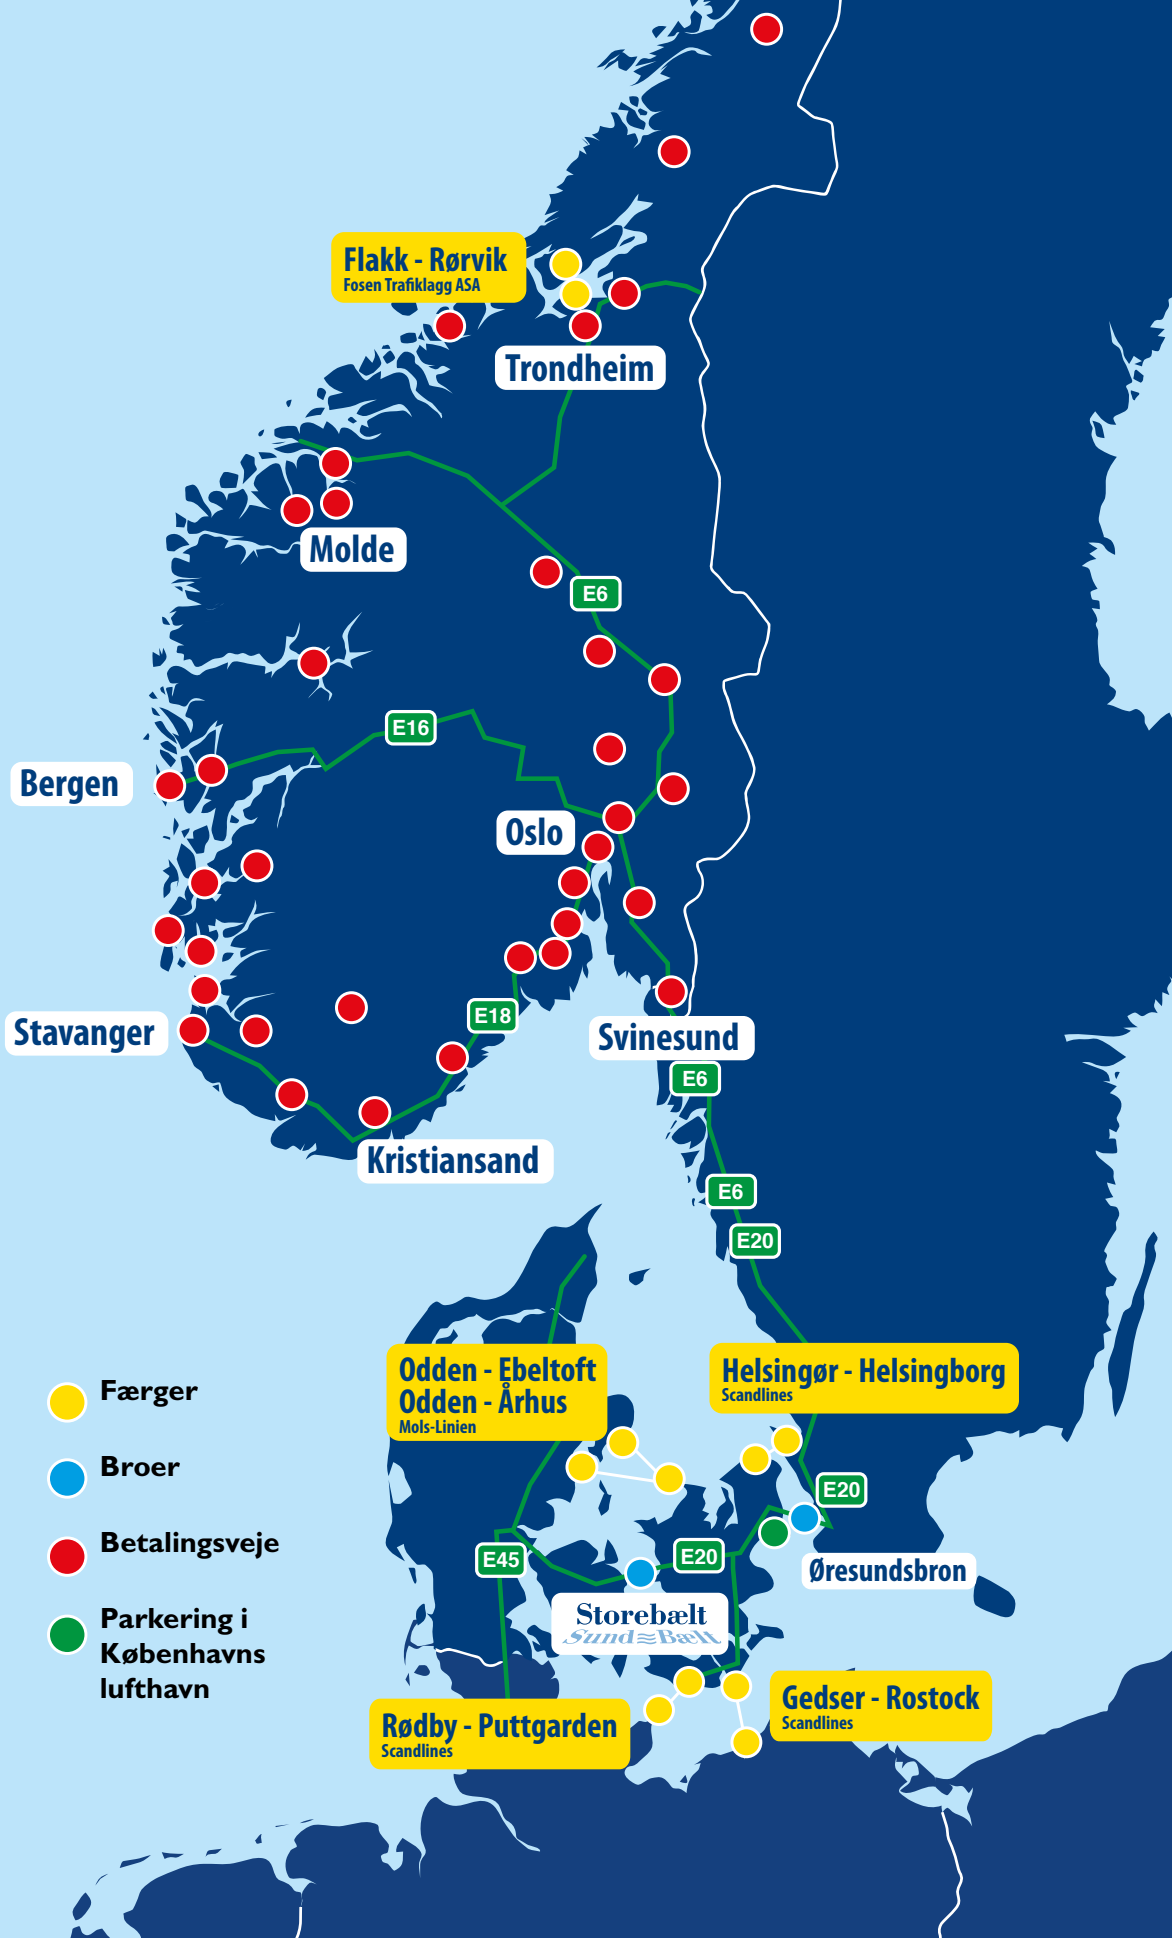 Flakk - Rørvik
Fosen Trafiklagg ASA
Trondheim
Molde
E6
E16
Bergen
Oslo
E18
Stavanger
Svinesund
E6
Kristiansand
E6
E20
Odden - Ebeltoft
Odden - Århus
Mols-Linien
Helsingør - Helsingborg
Scandlines
Færger
Broer
Betalingsveje
Parkering i
Københavns
lufthavn
E20
E45
E20
Øresundsbron
Storebælt
Sund≈Bælt
Rødby - Puttgarden
Scandlines
Gedser - Rostock
Scandlines